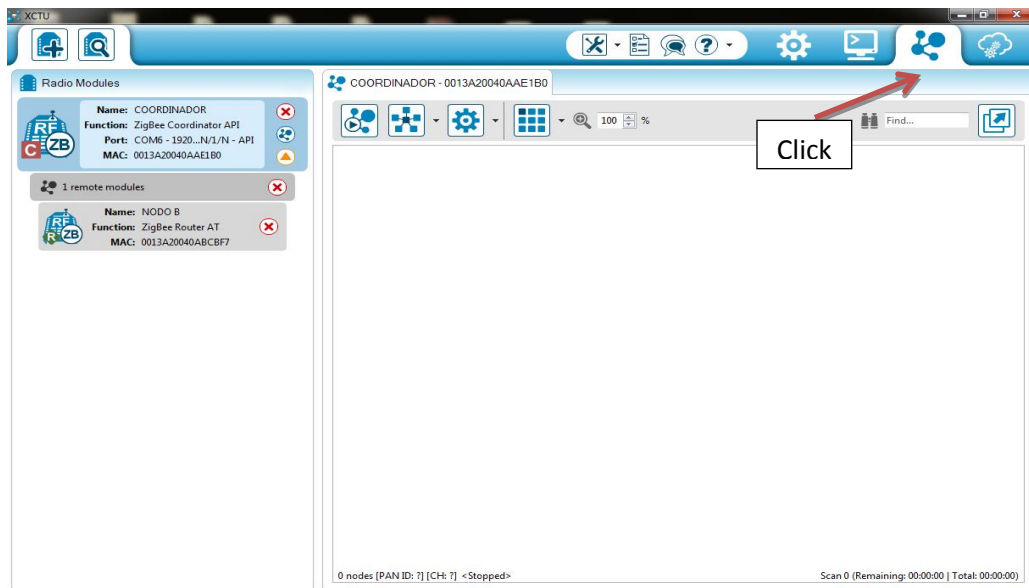 XCTU
Radio Modules
Name: COORDINADOR
Function: ZigBee Coordinator API
Port: COM6 - 1920...N/1/N - API
MAC: 0013A20040AAE1B0
RF
ZB
C
1 remote modules
Name: NODO B
Function: ZigBee Router AT
MAC: 0013A20040ABCBF7
RF
ZB
R
COORDINADOR - 0013A20040AAE1B0
100 %
Find...
Click
0 nodes [PAN ID: ?] [CH: ?] <Stopped>
Scan 0 (Remaining: 00:00:00 | Total: 00:00:00)